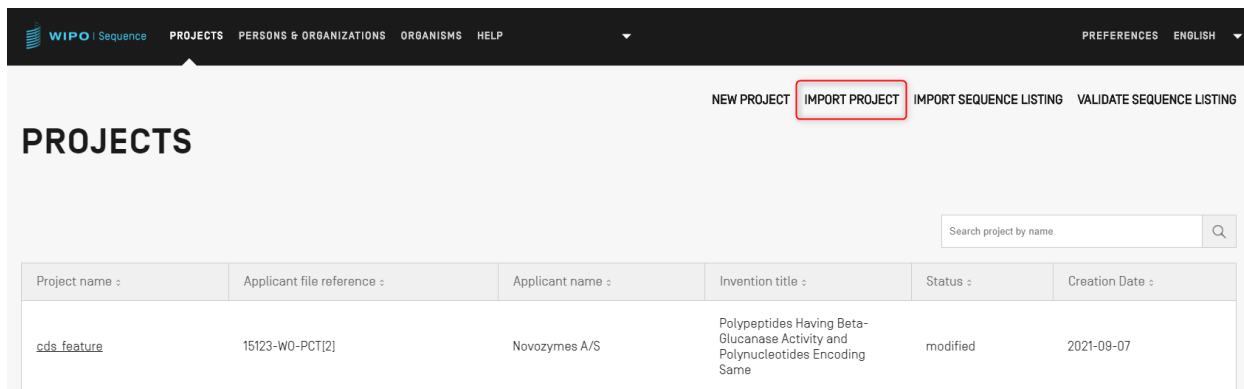 WIPO | Sequence PROJECTS PERSONS & ORGANIZATIONS ORGANISMS HELP PREFERENCES ENGLISH
NEW PROJECT IMPORT PROJECT IMPORT SEQUENCE LISTING VALIDATE SEQUENCE LISTING
PROJECTS
Search project by name
Project name Applicant file reference Applicant name Invention title Status Creation Date
Polypeptides Having Beta-
Glucanase Activity and
cds_feature 15123-WO-PCT[2] Novozymes A/S modified 2021-09-07
Polynucleotides Encoding
Same